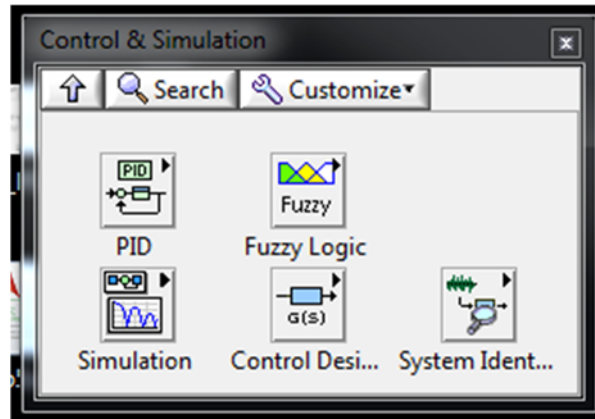 Control & Simulation
Search Customize
PID
Fuzzy
PID Fuzzy Logic
G(s)
Simulation Control Desi... System Ident...